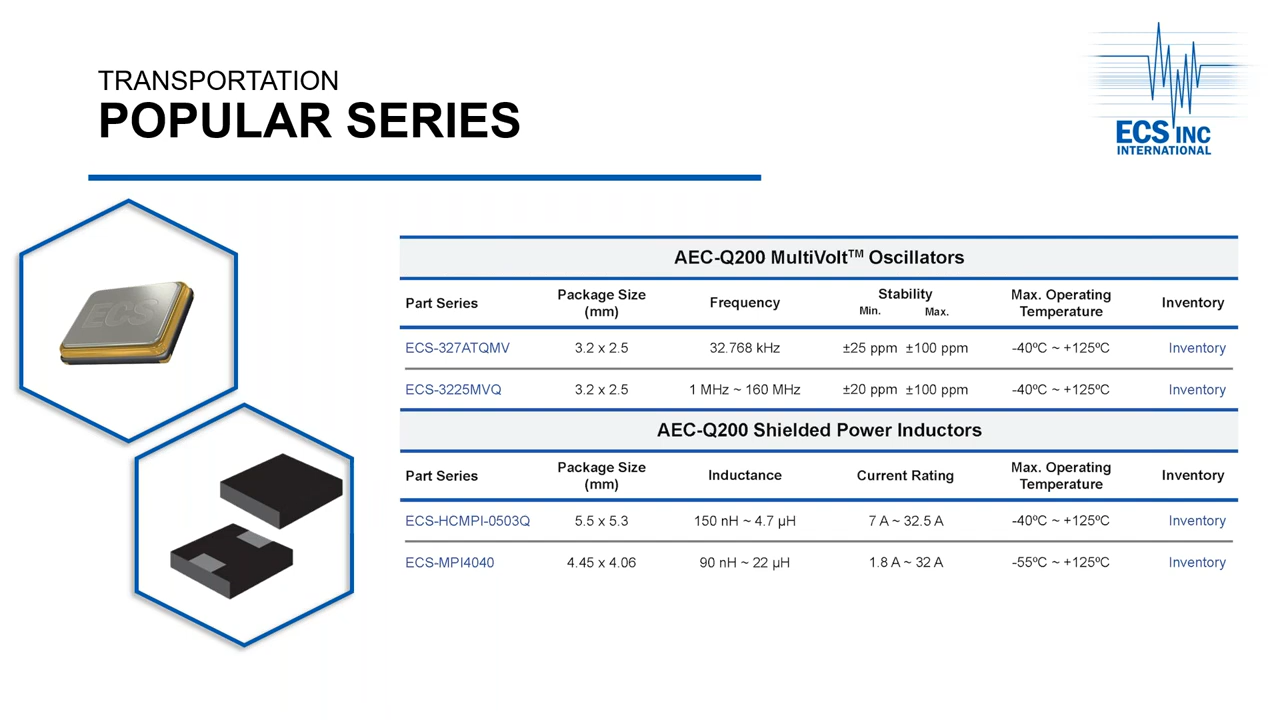 TRANSPORTATION
POPULAR SERIES
ECS INC
INTERNATIONAL
ECS
AEC-Q200 MultiVolt™ Oscillators
Part Series Package Size (mm) Frequency Stability Min. Max. Max. Operating Temperature Inventory
ECS-327ATQMV 3.2 x 2.5 32.768 kHz ±25 ppm ±100 ppm -40ºC ~ +125ºC Inventory
ECS-3225MVQ 3.2 x 2.5 1 MHz ~ 160 MHz ±20 ppm ±100 ppm -40ºC ~ +125ºC Inventory
AEC-Q200 Shielded Power Inductors
Part Series Package Size (mm) Inductance Current Rating Max. Operating Temperature Inventory
ECS-HCMPI-0503Q 5.5 x 5.3 150 nH ~ 4.7 µH 7 A ~ 32.5 A -40ºC ~ +125ºC Inventory
ECS-MPI4040 4.45 x 4.06 90 nH ~ 22 µH 1.8 A ~ 32 A -55ºC ~ +125ºC Inventory